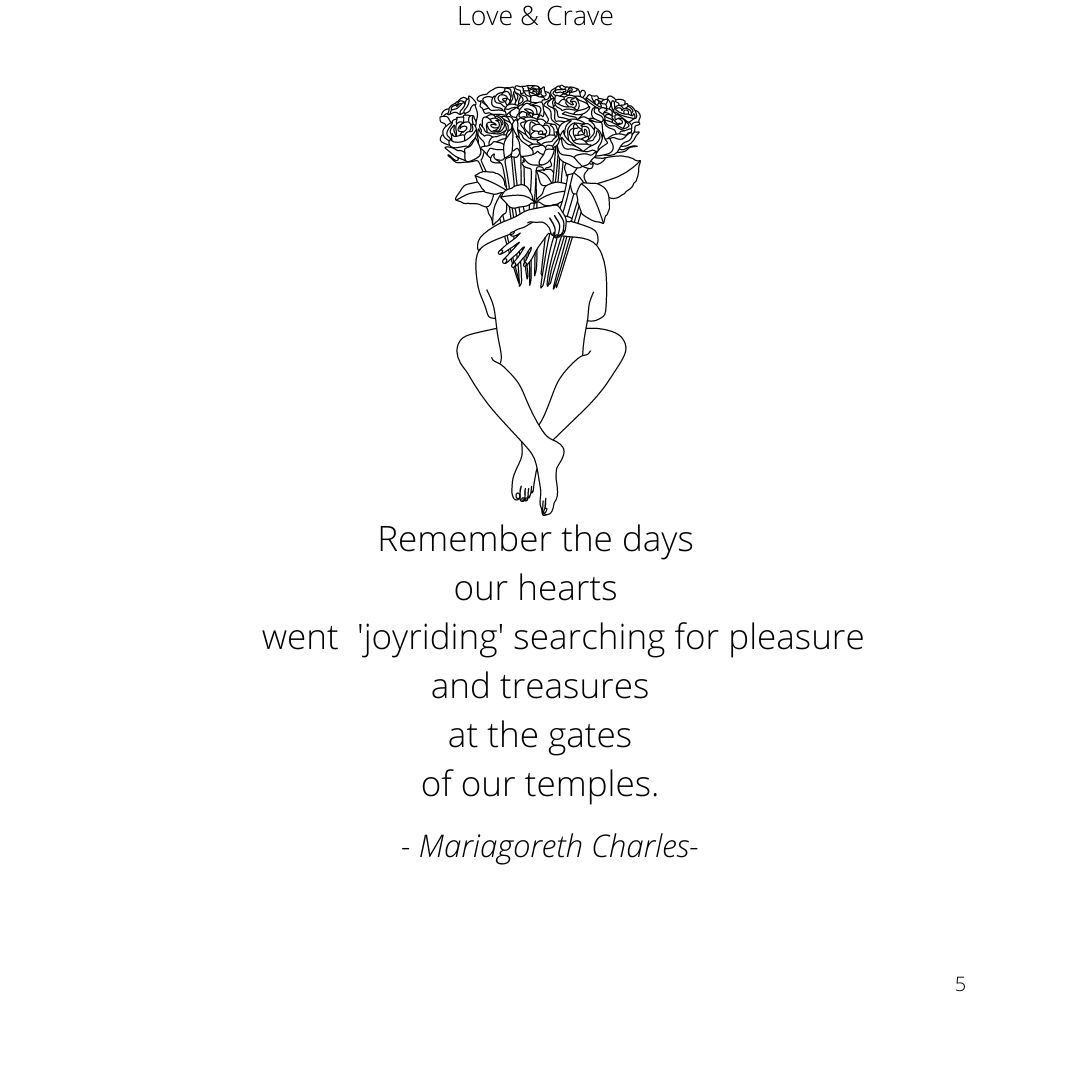 Love & Crave
Remember the days
our hearts
went  'joyriding' searching for pleasure
and treasures
at the gates
of our temples.
- Mariagoreth Charles-
5